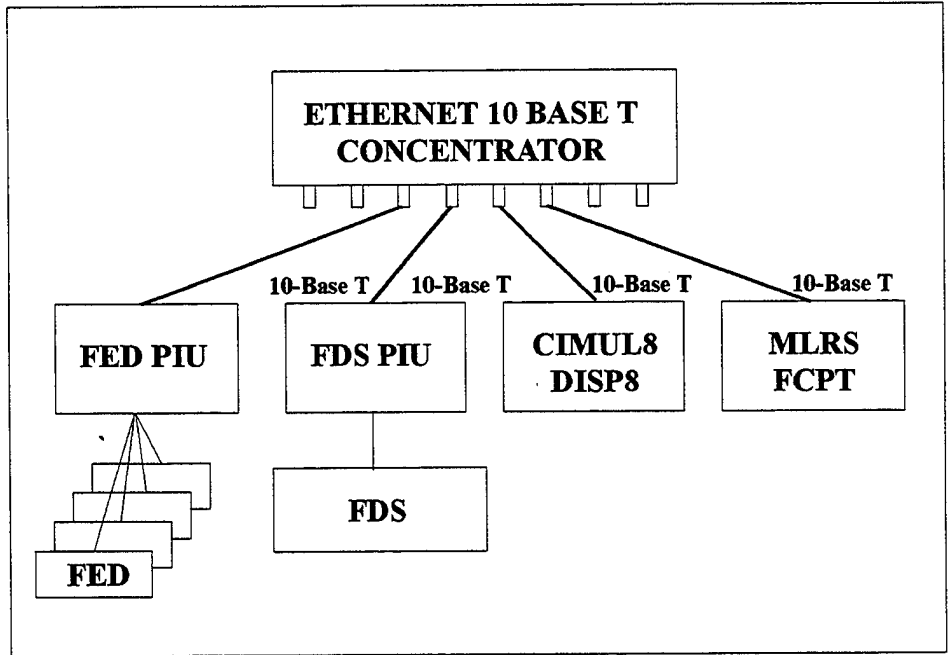 ETHERNET 10 BASE T
CONCENTRATOR
10-Base T
10-Base T
10-Base T
10-Base T
FED PIU
FDS PIU
CIMUL8
DISP8
MLRS
FCPT
FDS
FED